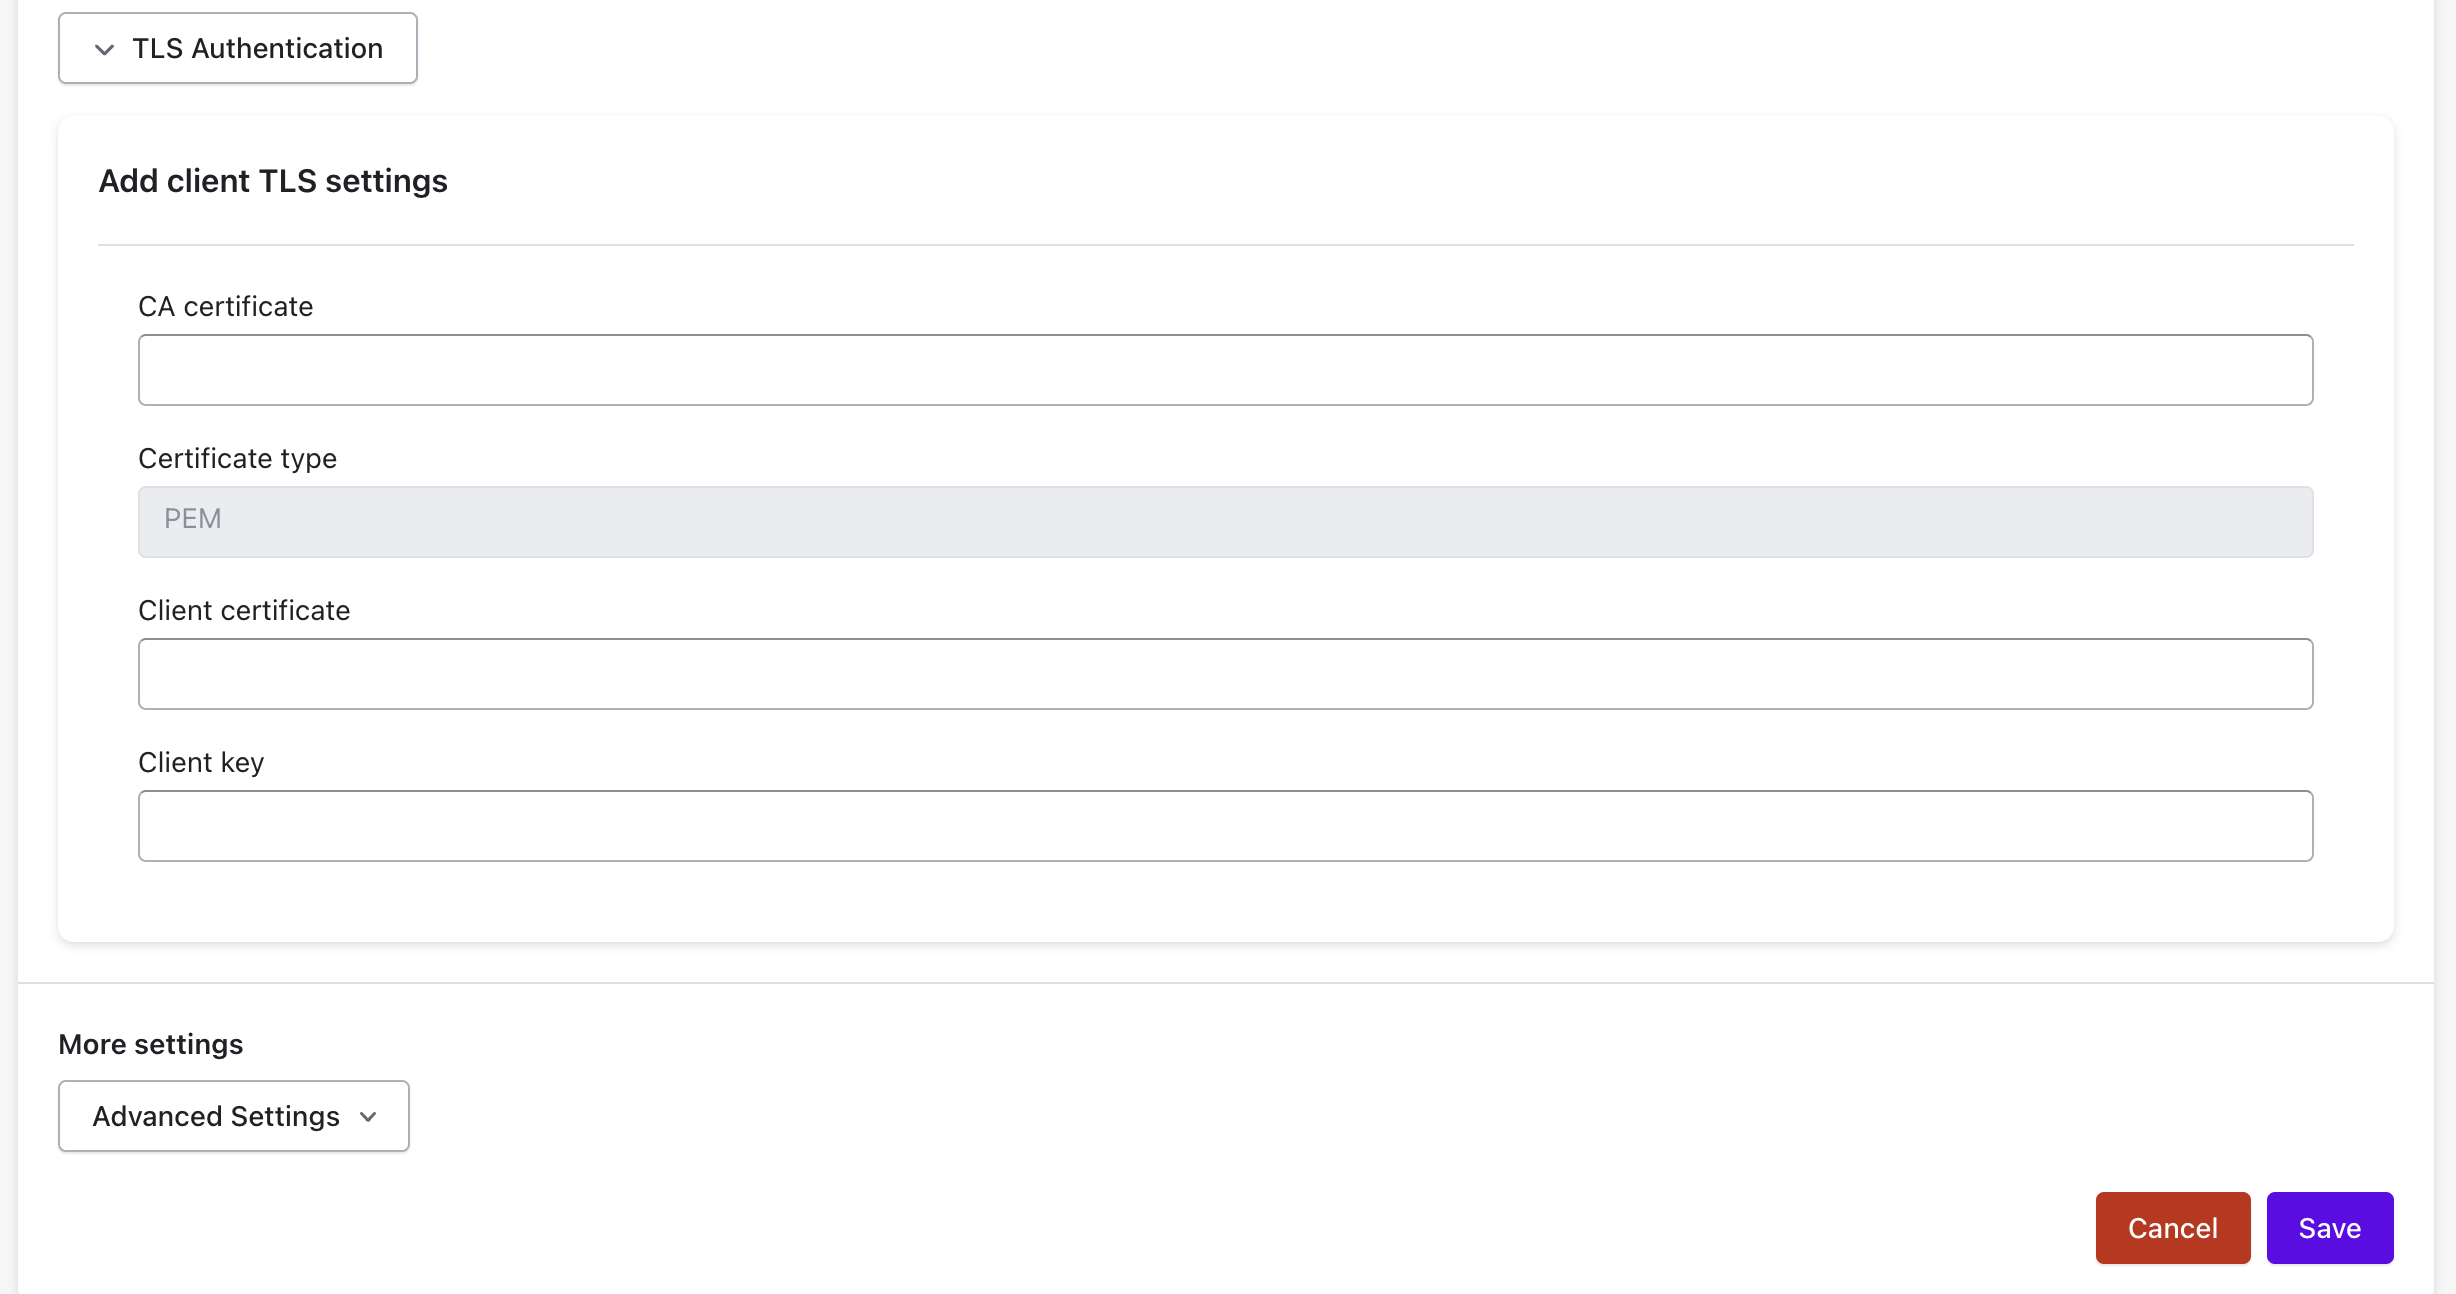 TLS Authentication
Add client TLS settings
CA certificate
Certificate type
PEM
Client certificate
Client key
More settings
Advanced Settings
Cancel Save